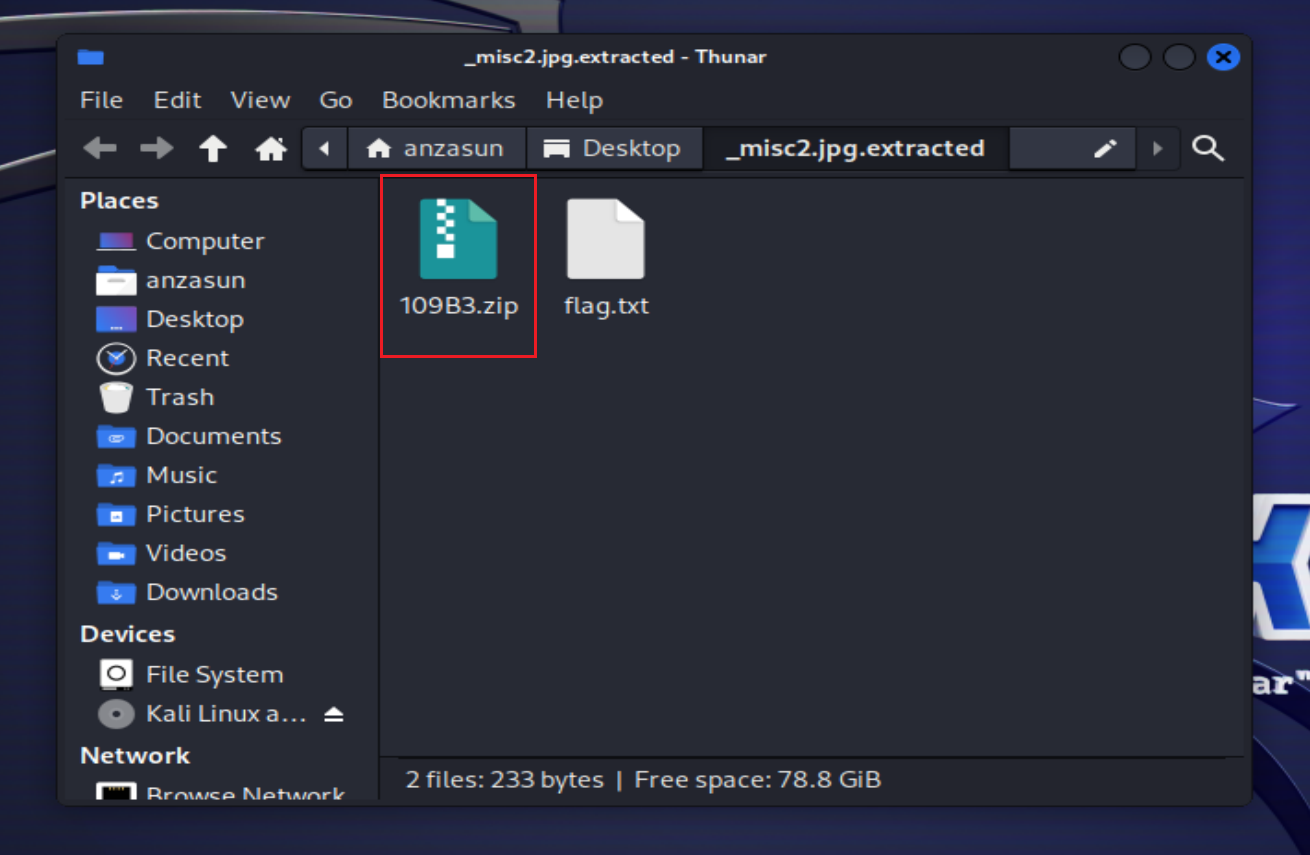 _misc2.jpg.extracted - Thunar
File Edit View Go Bookmarks Help
anzasun Desktop _misc2.jpg.extracted
Places
Computer
anzasun
Desktop
Recent
Trash
Documents
Music
Pictures
Videos
Downloads
Devices
File System
Kali Linux a...
Network
Browse Network
109B3.zip flag.txt
2 files: 233 bytes | Free space: 78.8 GiB
ar"